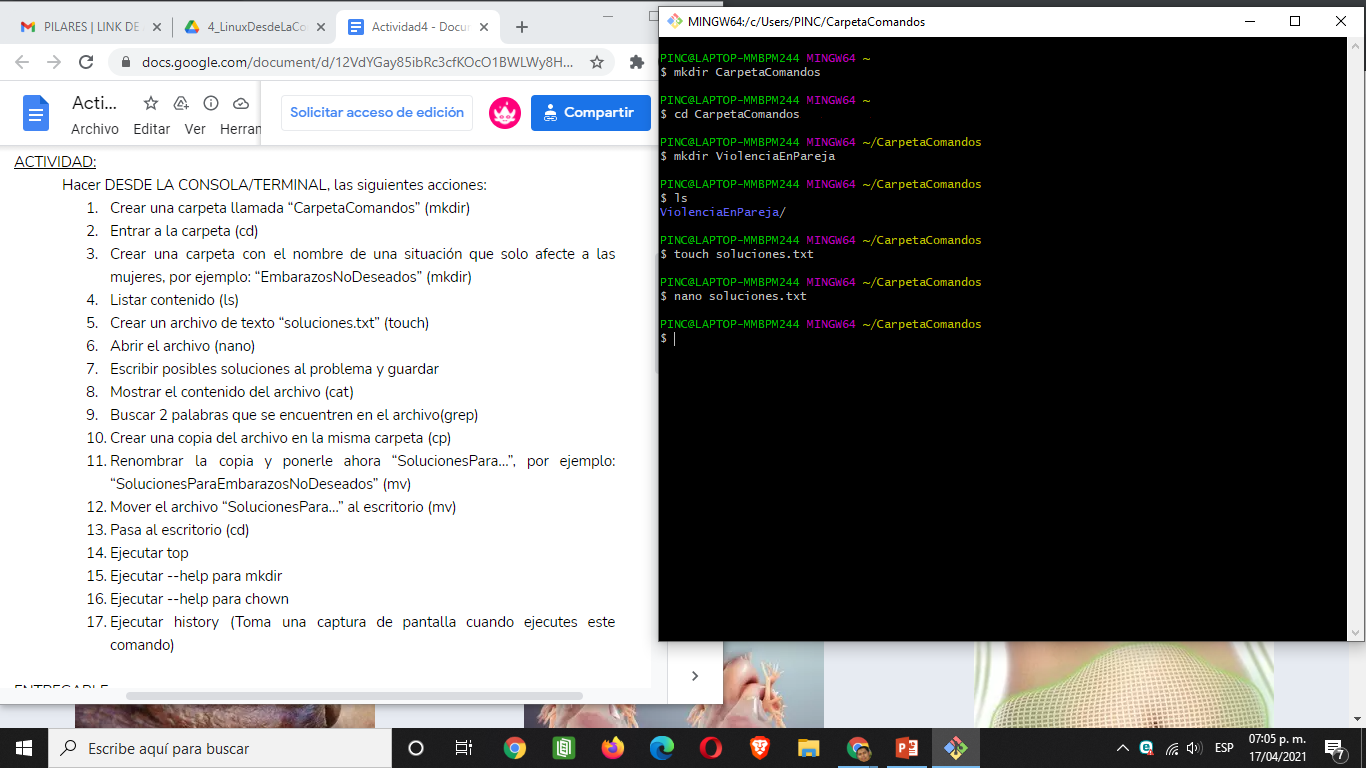 PILARES | LINK DE
4_LinuxDesdeLaCo
Actividad4 - Docur
docs.google.com/document/d/12VdYGay85ibRc3cfKOcO1BWLWy8H...
Acti...
Archivo Editar Ver Herran
Solicitar acceso de edición
Compartir
ACTIVIDAD:
Hacer DESDE LA CONSOLA/TERMINAL, las siguientes acciones:
1. Crear una carpeta llamada “CarpetaComandos” (mkdir)
2. Entrar a la carpeta (cd)
3. Crear una carpeta con el nombre de una situación que solo afecte a las
mujeres, por ejemplo: “EmbarazosNoDeseados” (mkdir)
4. Listar contenido (ls)
5. Crear un archivo de texto “soluciones.txt” (touch)
6. Abrir el archivo (nano)
7. Escribir posibles soluciones al problema y guardar
8. Mostrar el contenido del archivo (cat)
9. Buscar 2 palabras que se encuentren en el archivo(grep)
10. Crear una copia del archivo en la misma carpeta (cp)
11. Renombrar la copia y ponerle ahora “SolucionesPara...”, por ejemplo:
“SolucionesParaEmbarazosNoDeseados” (mv)
12. Mover el archivo “SolucionesPara...” al escritorio (mv)
13. Pasa al escritorio (cd)
14. Ejecutar top
15. Ejecutar --help para mkdir
16. Ejecutar --help para chown
17. Ejecutar history (Toma una captura de pantalla cuando ejecutes este
comando)
MINGW64:/c/Users/PINC/CarpetaComandos
PINC@LAPTOP-MMBPM244 MINGW64 ~
$ mkdir CarpetaComandos
PINC@LAPTOP-MMBPM244 MINGW64 ~
$ cd CarpetaComandos
PINC@LAPTOP-MMBPM244 MINGW64 ~/CarpetaComandos
$ mkdir ViolenciaEnPareja
PINC@LAPTOP-MMBPM244 MINGW64 ~/CarpetaComandos
$ ls
ViolenciaEnPareja/
PINC@LAPTOP-MMBPM244 MINGW64 ~/CarpetaComandos
$ touch soluciones.txt
PINC@LAPTOP-MMBPM244 MINGW64 ~/CarpetaComandos
$ nano soluciones.txt
PINC@LAPTOP-MMBPM244 MINGW64 ~/CarpetaComandos
$
Escribe aquí para buscar
ESP
07:05 p. m.
17/04/2021
7